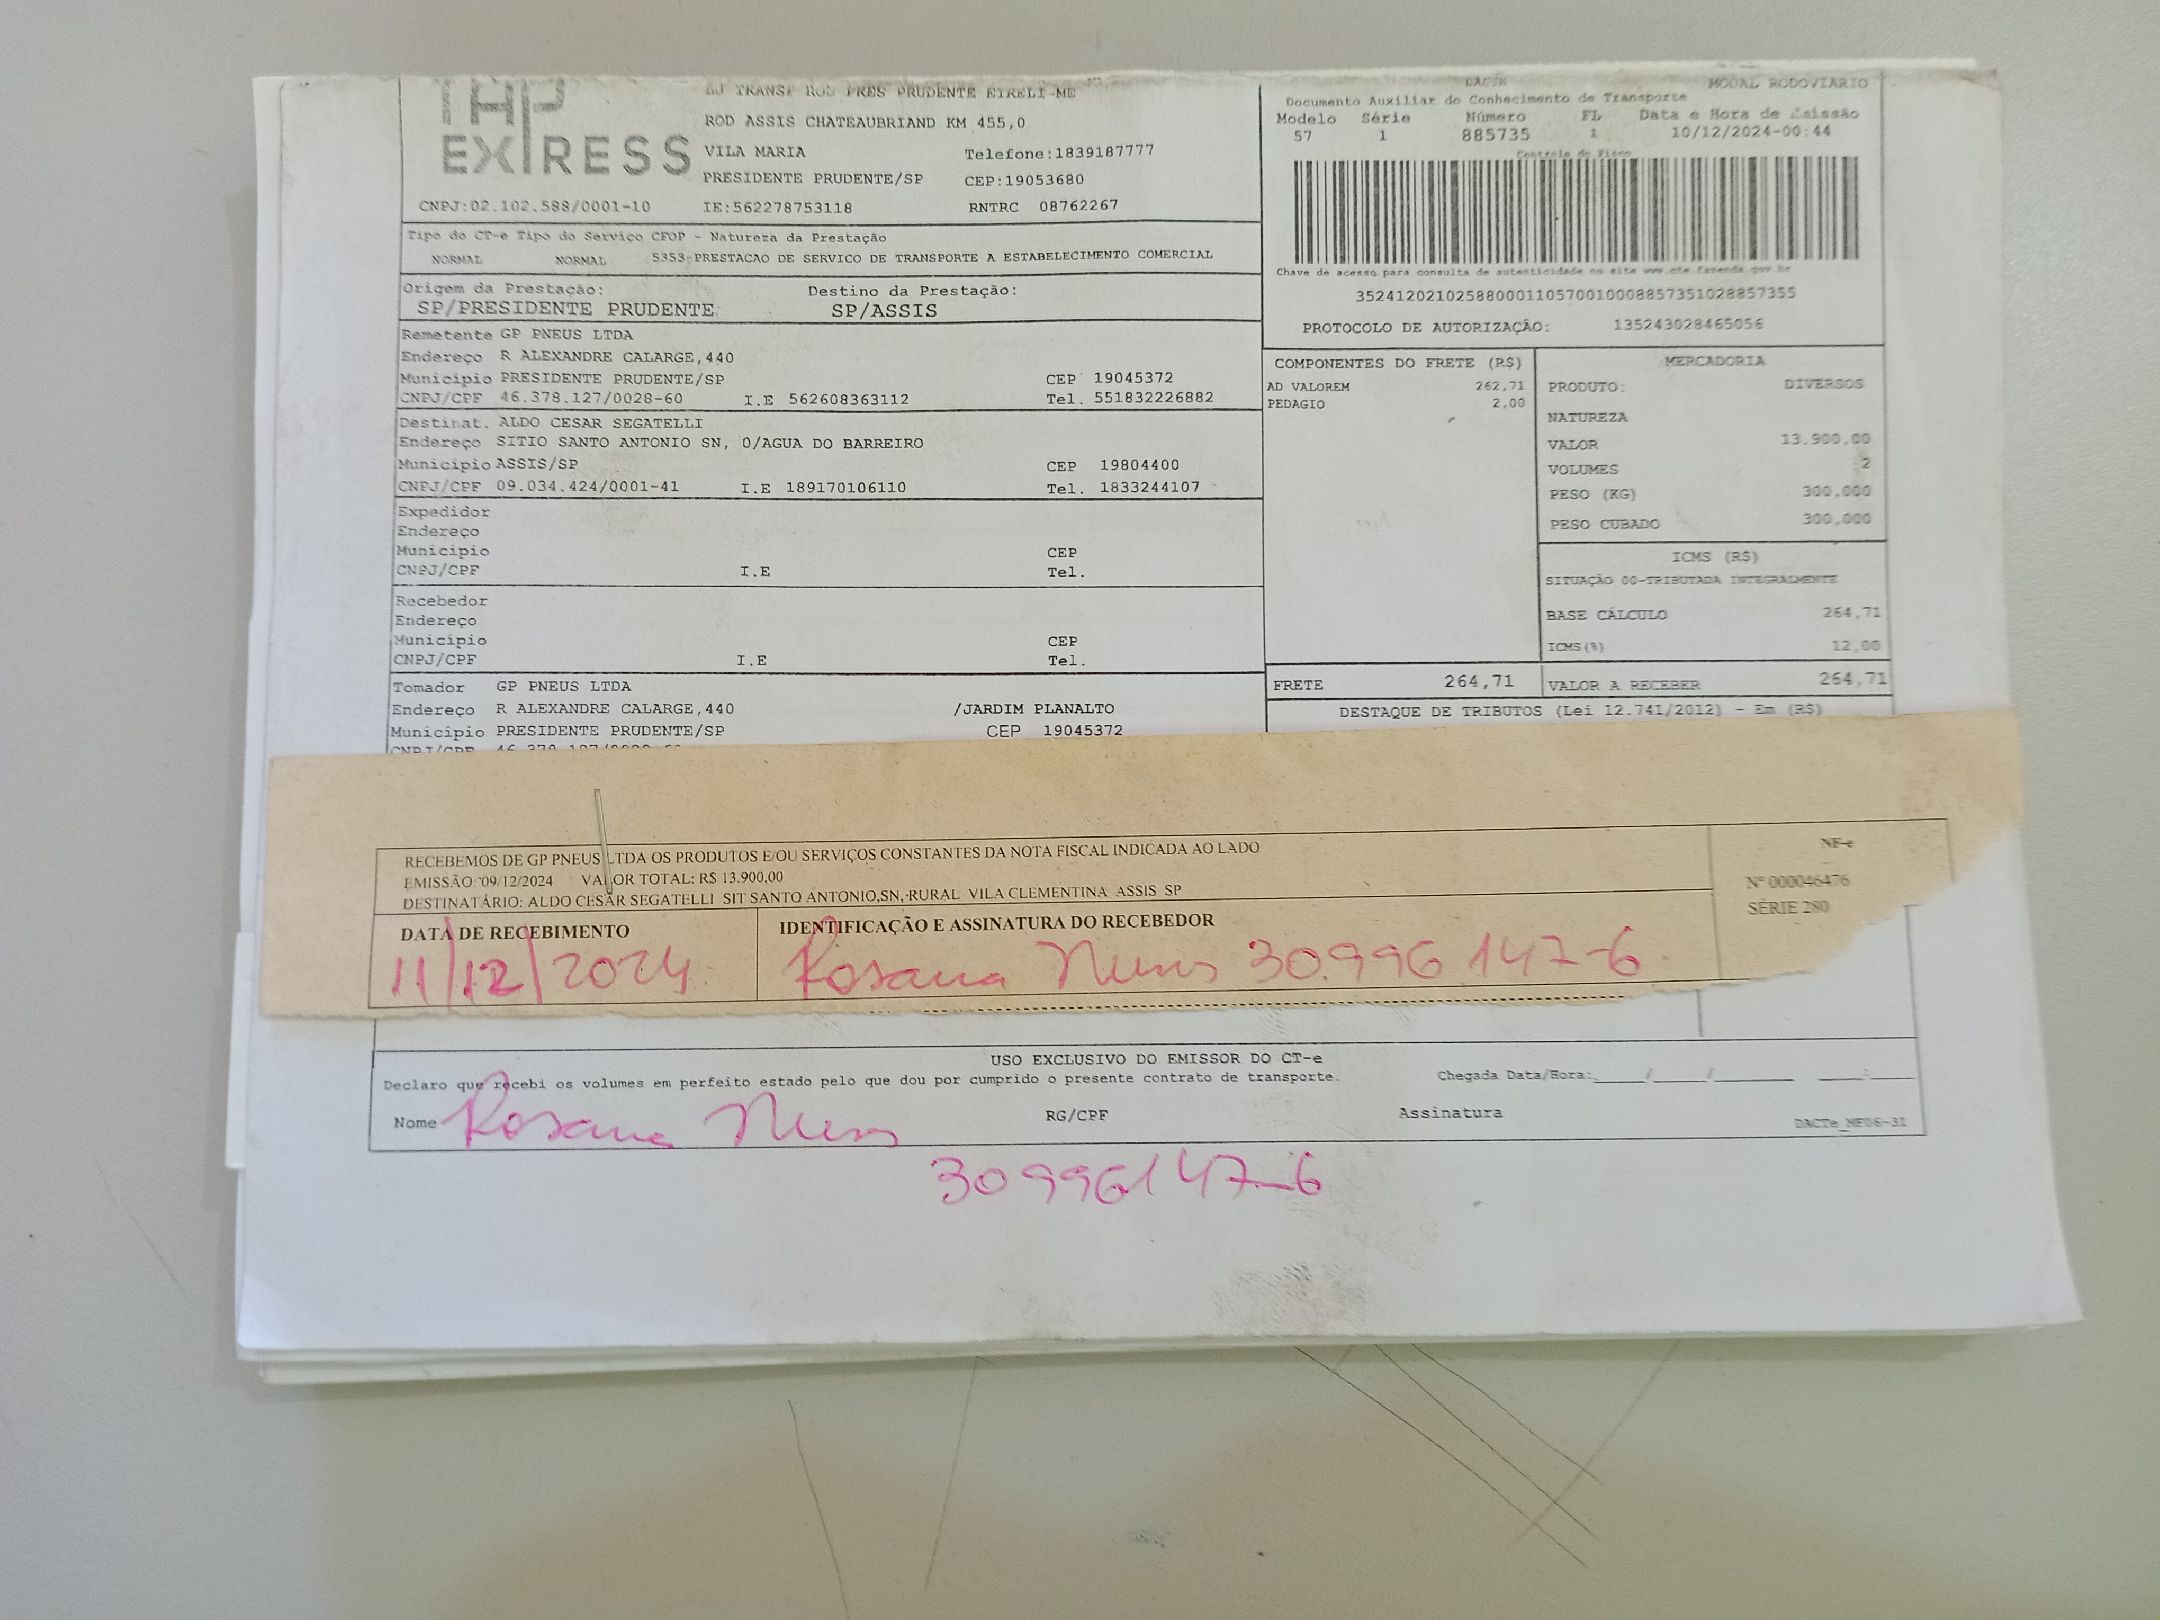 THP
EXPRESS
TRANSP ROD PRES PRUDENTE EIRELI-ME
ROD ASSIS CHATEAUBRIAND KM 455,0
VILA MARIA Telefone:1839187777
PRESIDENTE PRUDENTE/SP CEP:19053680
CNPJ:02.102.588/0001-10 IE:562278753118 RNTRC 08762267
DACTE MODAL RODOVIARIO
Documento Auxiliar do Conhecimento de Transporte
Modelo Série Número FL Data e Hora de Emissão
57 1 885735 1 10/12/2024-00:44
Controle do Fisco
Chave de acesso para consulta de autenticidade no site www.cte.fazenda.gov.br
35241202102588000110570010008857351028857355
PROTOCOLO DE AUTORIZAÇÃO: 135243028465056
Tipo do CT-e Tipo do Serviço CFOP - Natureza da Prestação
NORMAL NORMAL 5353-PRESTACAO DE SERVICO DE TRANSPORTE A ESTABELECIMENTO COMERCIAL
Origem da Prestação: Destino da Prestação:
SP/PRESIDENTE PRUDENTE SP/ASSIS
Remetente GP PNEUS LTDA
Endereço R ALEXANDRE CALARGE,440
Município PRESIDENTE PRUDENTE/SP CEP 19045372
CNPJ/CPF 46.378.127/0028-60 I.E 562608363112 Tel. 551832226882
Destinat. ALDO CESAR SEGATELLI
Endereço SITIO SANTO ANTONIO SN, 0/AGUA DO BARREIRO
Município ASSIS/SP CEP 19804400
CNPJ/CPF 09.034.424/0001-41 I.E 189170106110 Tel. 1833244107
Expedidor
Endereço
Município CEP
CNPJ/CPF I.E Tel.
Recebedor
Endereço
Município CEP
CNPJ/CPF I.E Tel.
Tomador GP PNEUS LTDA
Endereço R ALEXANDRE CALARGE,440 /JARDIM PLANALTO
Município PRESIDENTE PRUDENTE/SP CEP 19045372
COMPONENTES DO FRETE (R$)
AD VALOREM 262,71
PEDAGIO 2,00
MERCADORIA
PRODUTO: DIVERSOS
NATUREZA
VALOR 13.900,00
VOLUMES 2
PESO (KG) 300,000
PESO CUBADO 300,000
ICMS (R$)
SITUAÇÃO 00-TRIBUTADA INTEGRALMENTE
BASE CÁLCULO 264,71
ICMS(%) 12,00
FRETE 264,71 VALOR A RECEBER 264,71
DESTAQUE DE TRIBUTOS (Lei 12.741/2012) - Em (R$)
RECEBEMOS DE GP PNEUS LTDA OS PRODUTOS E/OU SERVIÇOS CONSTANTES DA NOTA FISCAL INDICADA AO LADO
EMISSÃO: 09/12/2024 VALOR TOTAL: R$ 13.900,00
DESTINATÁRIO: ALDO CESAR SEGATELLI SIT SANTO ANTONIO,SN,-RURAL VILA CLEMENTINA ASSIS SP
NF-e
Nº 000046476
SÉRIE 280
DATA DE RECEBIMENTO IDENTIFICAÇÃO E ASSINATURA DO RECEBEDOR
11/12/2024 Rosana Nunes 30.996147-6
USO EXCLUSIVO DO EMISSOR DO CT-e
Declaro que recebi os volumes em perfeito estado pelo que dou por cumprido o presente contrato de transporte. Chegada Data/Hora:
Nome Rosana Nunes RG/CPF Assinatura DACTe_MF06-31
30996147-6